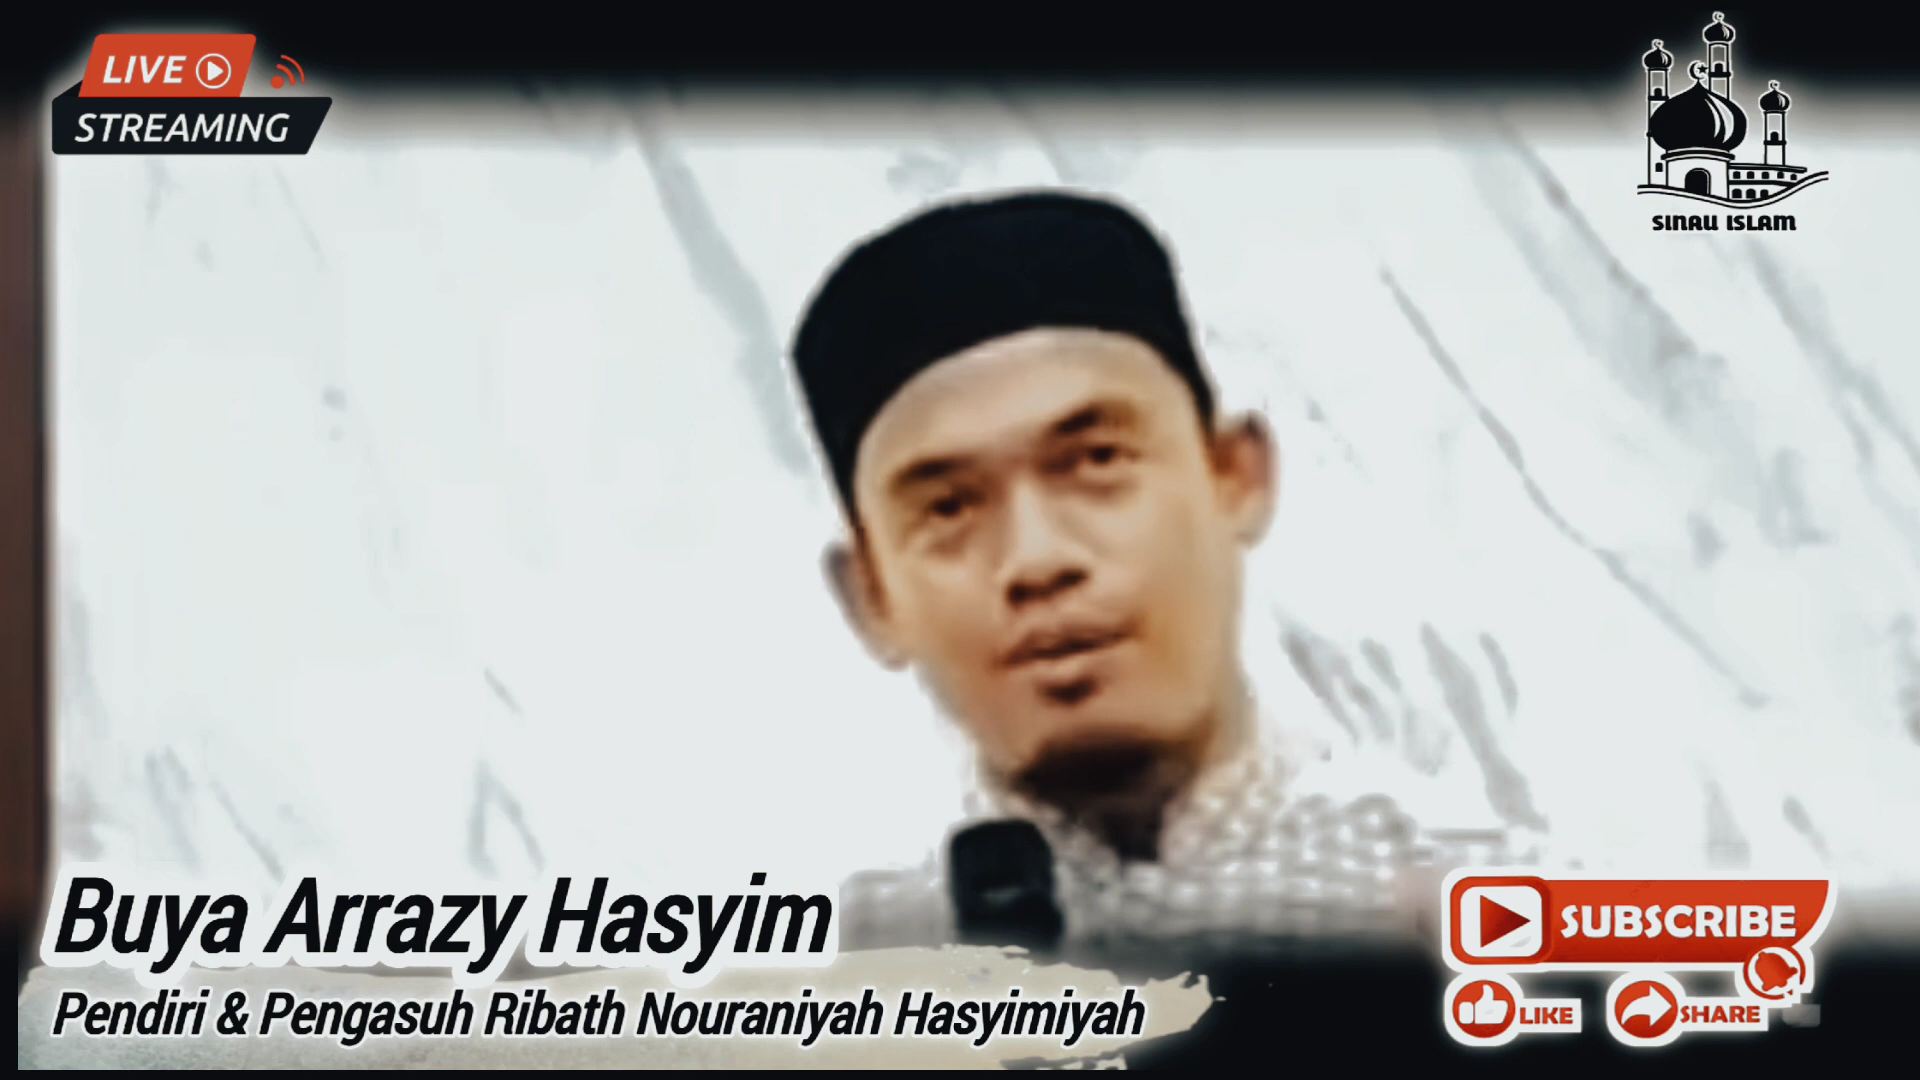 LIVE
STREAMING
SINAU ISLAM
Buya Arrazy Hasyim
Pendiri & Pengasuh Ribath Nouraniyah Hasyimiyah
SUBSCRIBE
LIKE
SHARE